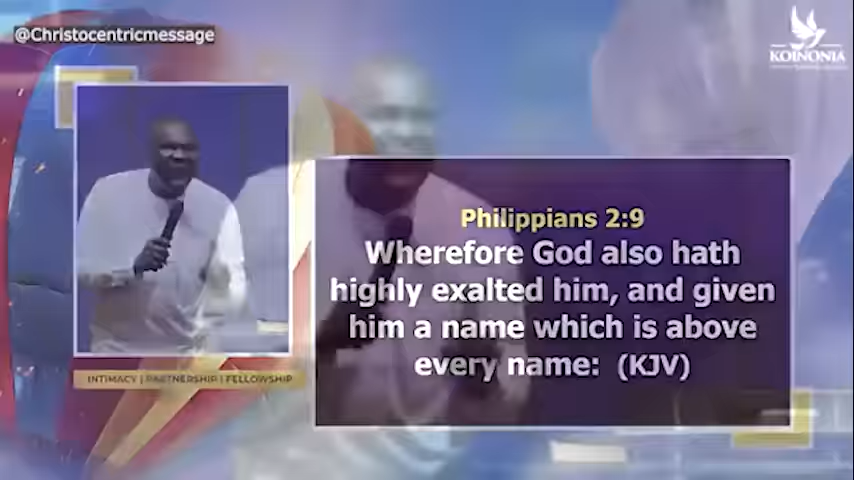 @Christocentricmessage
KOINONIA
Philippians 2:9
Wherefore God also hath
highly exalted him, and given
him a name which is above
every name: (KJV)
INTIMACY | PARTNERSHIP | FELLOWSHIP